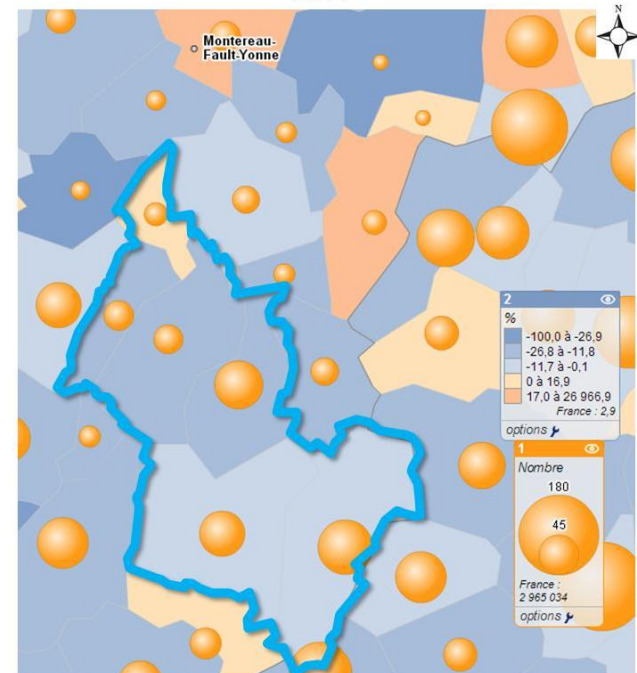 N
Montereau-
Fault-Yonne
2
%
-100,0 à -26,9
-26,8 à -11,8
-11,7 à -0,1
0 à 16,9
17,0 à 26 966,9
France : 2,9
options
1
Nombre
180
45
France :
2 965 034
options